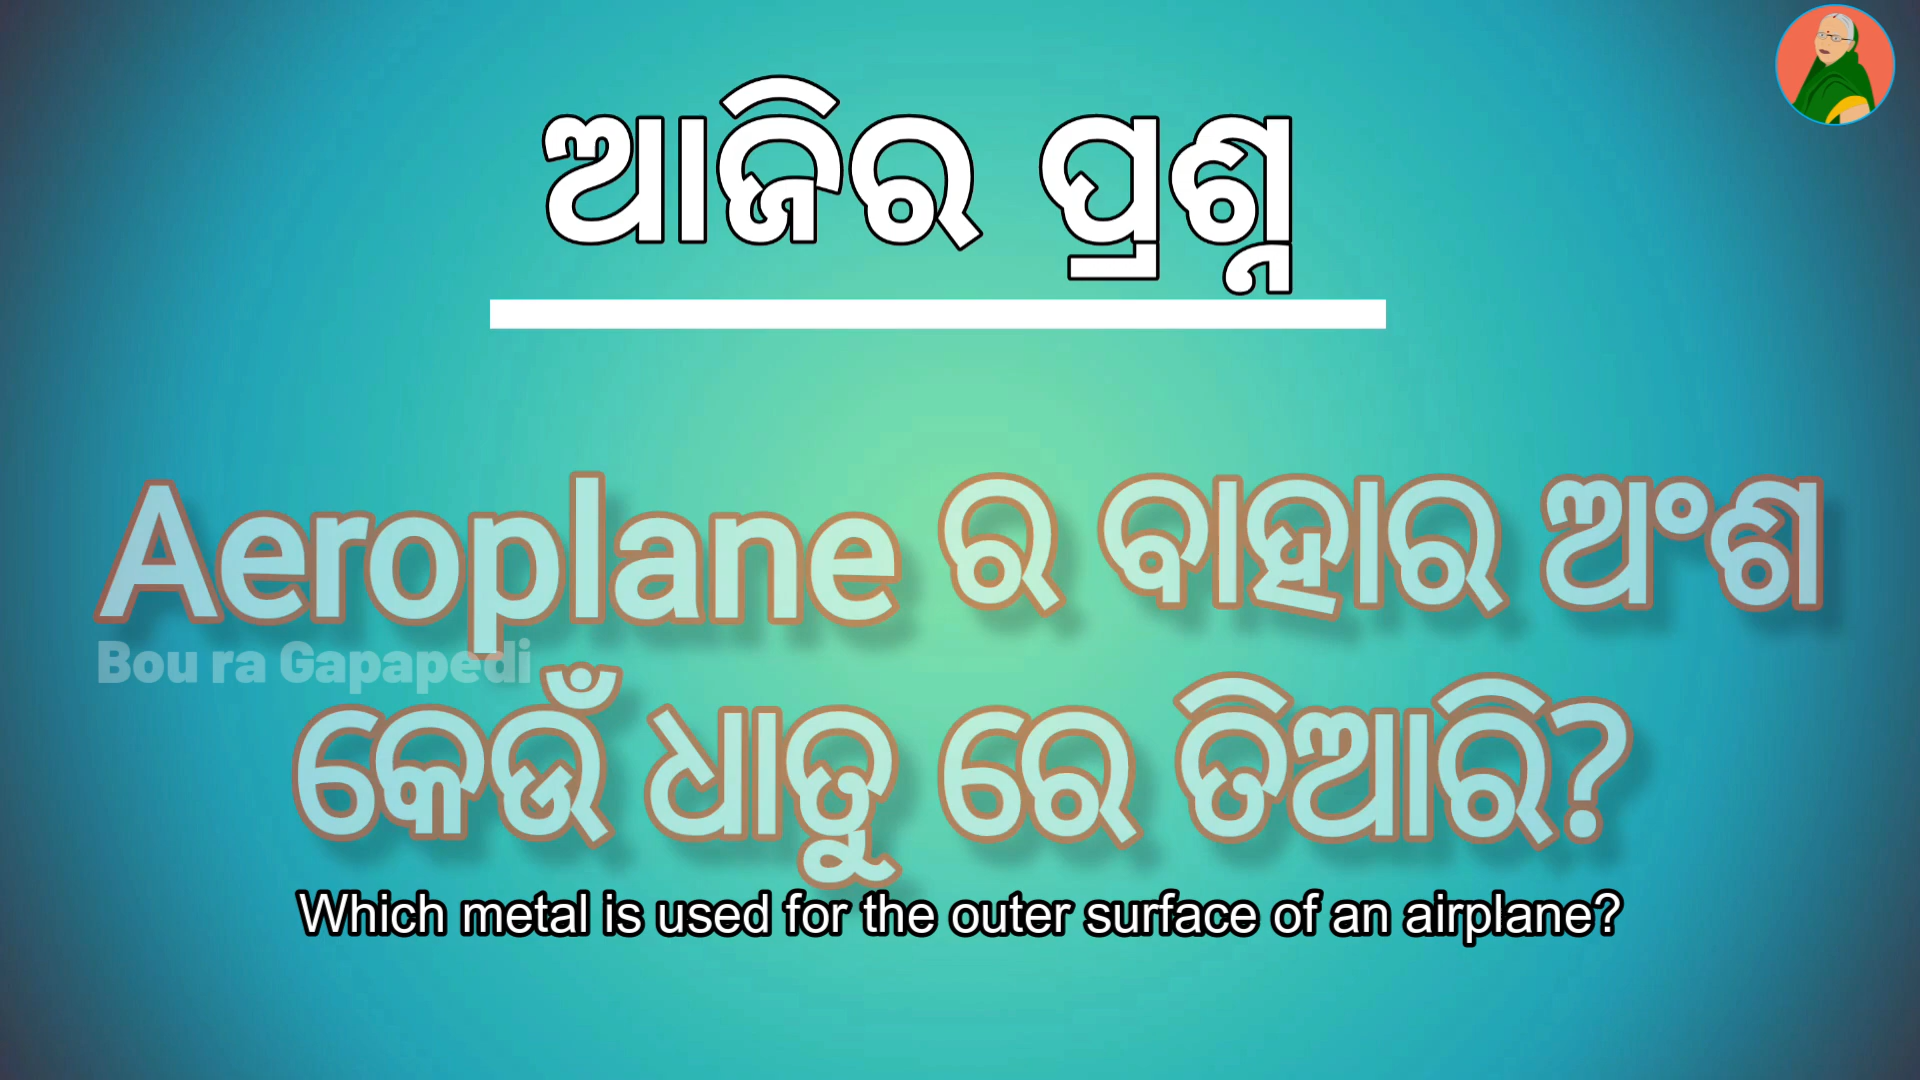 ଆଜିର ପ୍ରଶ୍ନ
Aeroplane ର ବାହାର ଅଂଶ
Bou ra Gapapedi
କେଉଁ ଧାତୁ ରେ ତିଆରି?
Which metal is used for the outer surface of an airplane?